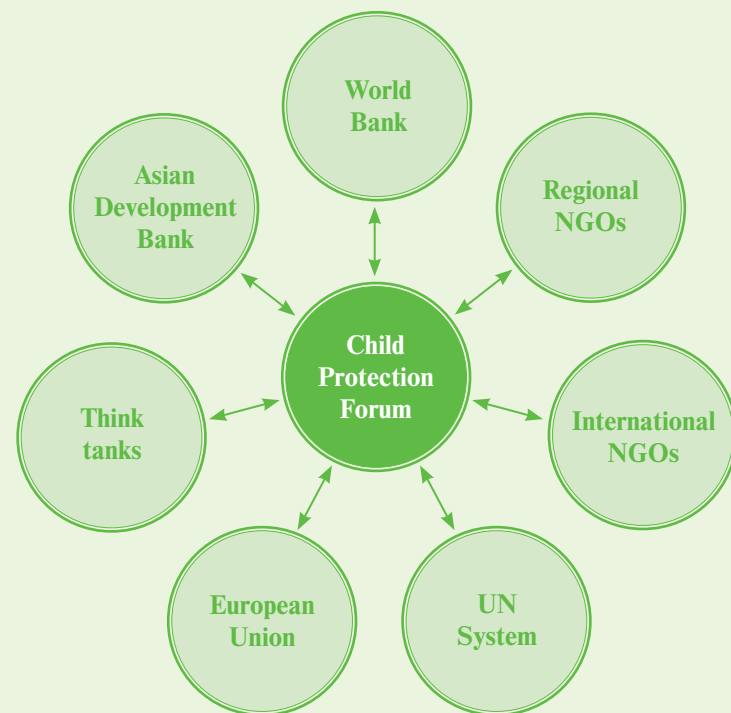 World
Bank
Regional
NGOs
International
NGOs
UN
System
European
Union
Think
tanks
Asian
Development
Bank
Child
Protection
Forum